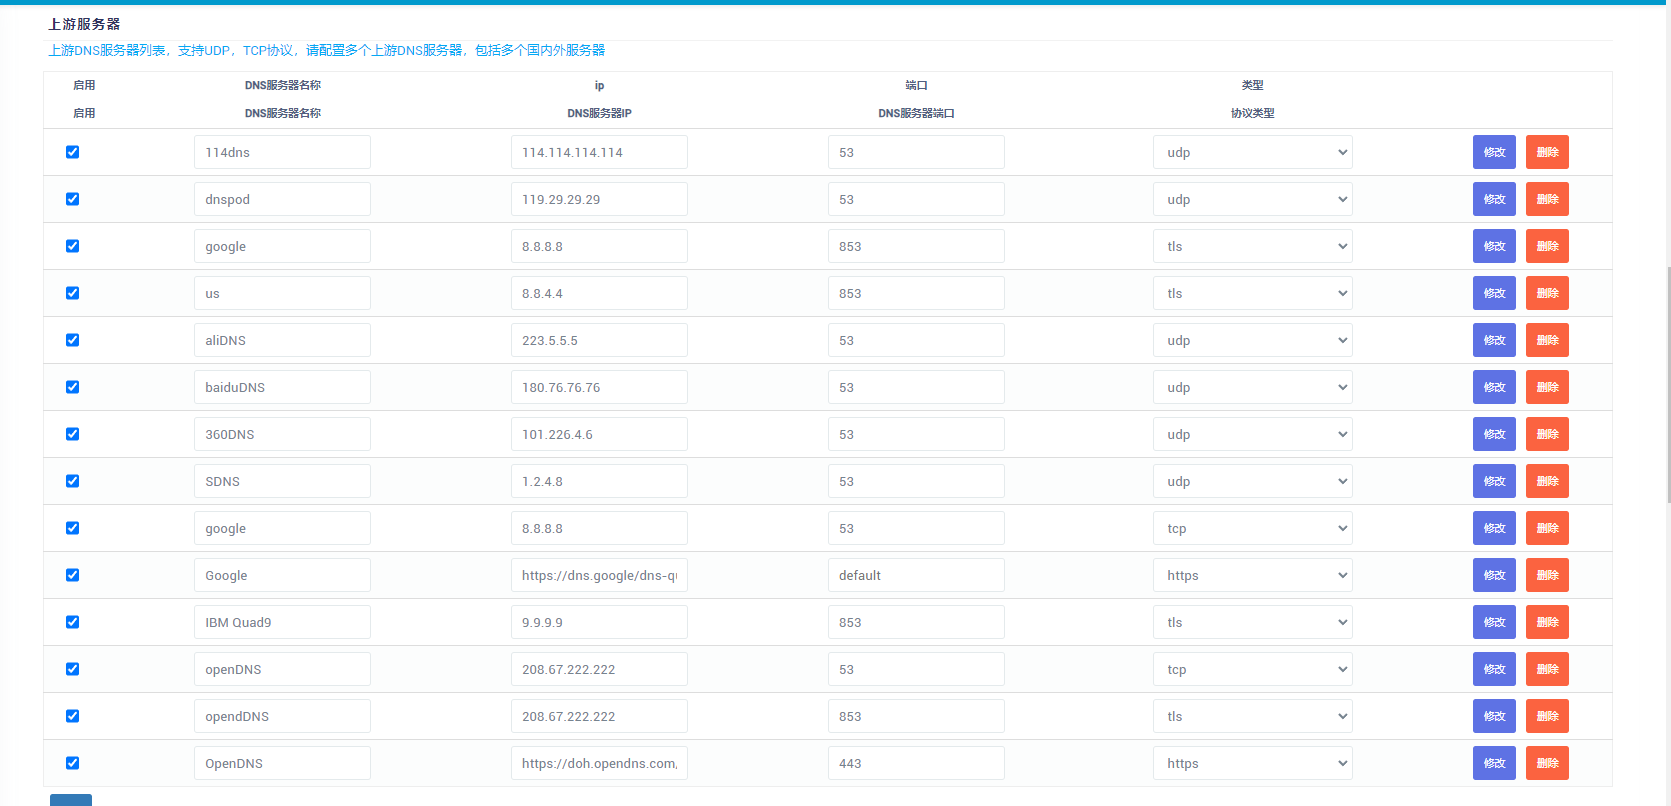 上游服务器
上游DNS服务器列表，支持UDP，TCP协议，请配置多个上游DNS服务器，包括多个国内外服务器
启用 DNS服务器名称 ip 端口 类型
启用 DNS服务器名称 DNS服务器IP DNS服务器端口 协议类型
114dns 114.114.114.114 53 udp 修改 删除
dnspod 119.29.29.29 53 udp 修改 删除
google 8.8.8.8 853 tls 修改 删除
us 8.8.4.4 853 tls 修改 删除
aliDNS 223.5.5.5 53 udp 修改 删除
baiduDNS 180.76.76.76 53 udp 修改 删除
360DNS 101.226.4.6 53 udp 修改 删除
SDNS 1.2.4.8 53 udp 修改 删除
google 8.8.8.8 53 tcp 修改 删除
Google https://dns.google/dns-q default https 修改 删除
IBM Quad9 9.9.9.9 853 tls 修改 删除
openDNS 208.67.222.222 53 tcp 修改 删除
opendDNS 208.67.222.222 853 tls 修改 删除
OpenDNS https://doh.opendns.com, 443 https 修改 删除